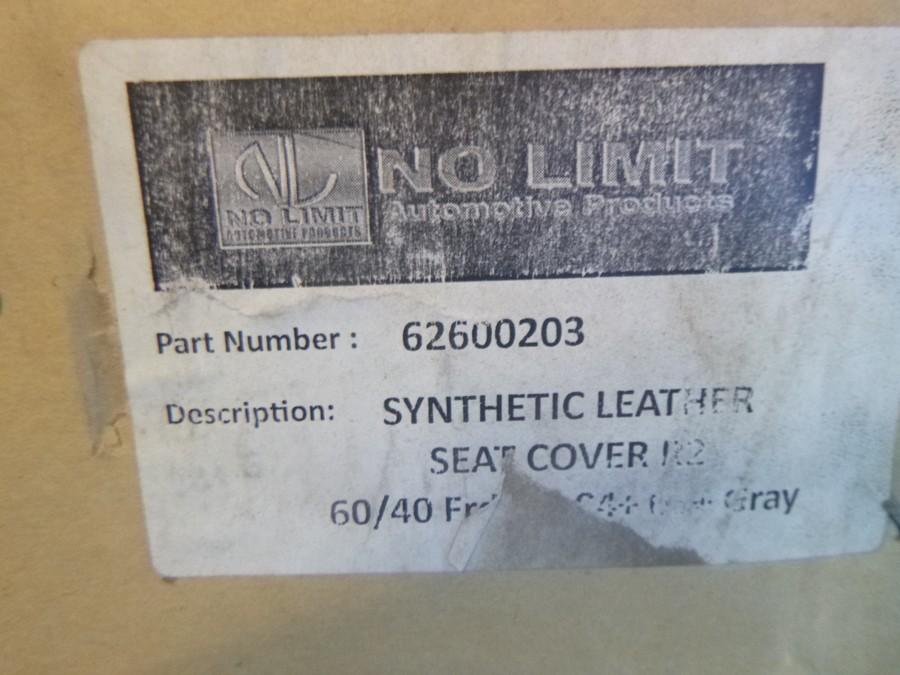 NO LIMIT
AUTOMOTIVE PRODUCTS
NO LIMIT
Automotive Products
Part Number : 62600203
Description: SYNTHETIC LEATHER
SEAT COVER R2
60/40 Gray